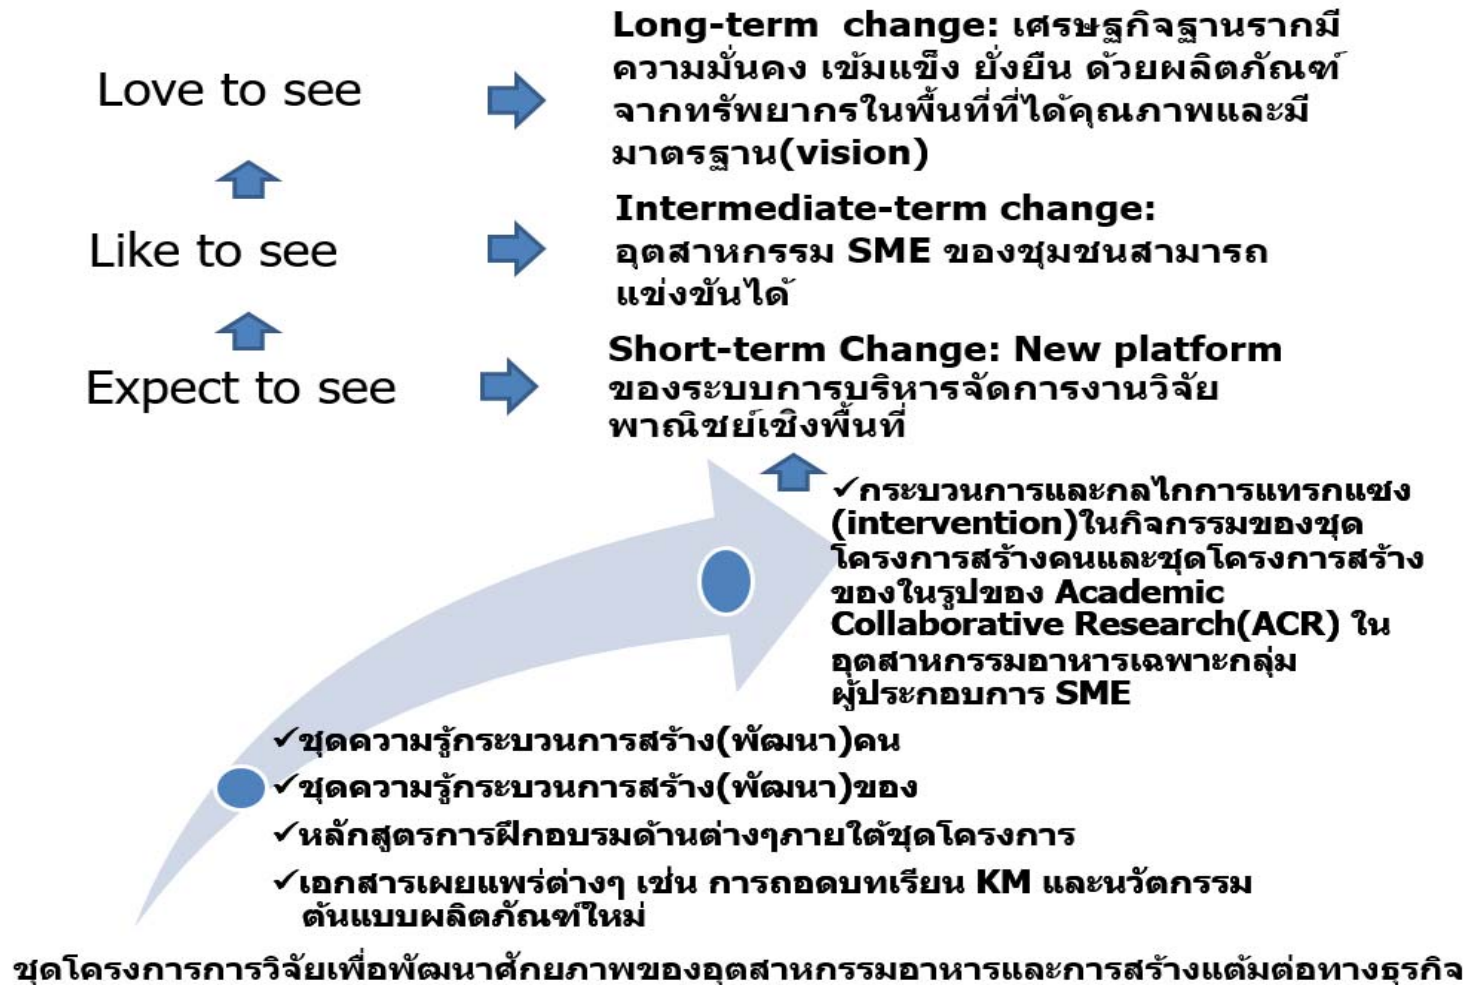 Love to see
Long-term change: เศรษฐกิจฐานรากมี
ความมั่นคง เข้มแข็ง ยั่งยืน ด้วยผลิตภัณฑ์
จากทรัพยากรในพื้นที่ที่ได้คุณภาพและมี
มาตรฐาน(vision)
Like to see
Intermediate-term change:
อุตสาหกรรม SME ของชุมชนสามารถ
แข่งขันได้
Expect to see
Short-term Change: New platform
ของระบบการบริหารจัดการงานวิจัย
พาณิชย์เชิงพื้นที่
✓กระบวนการและกลไกการแทรกแซง
(intervention)ในกิจกรรมของชุด
โครงการสร้างคนและชุดโครงการสร้าง
ของในรูปของ Academic
Collaborative Research(ACR) ใน
อุตสาหกรรมอาหารเฉพาะกลุ่ม
ผู้ประกอบการ SME
✓ชุดความรู้กระบวนการสร้าง(พัฒนา)คน
✓ชุดความรู้กระบวนการสร้าง(พัฒนา)ของ
✓หลักสูตรการฝึกอบรมด้านต่างๆภายใต้ชุดโครงการ
✓เอกสารเผยแพร่ต่างๆ เช่น การถอดบทเรียน KM และนวัตกรรม
ต้นแบบผลิตภัณฑ์ใหม่
ชุดโครงการการวิจัยเพื่อพัฒนาศักยภาพของอุตสาหกรรมอาหารและการสร้างแต้มต่อทางธุรกิจ